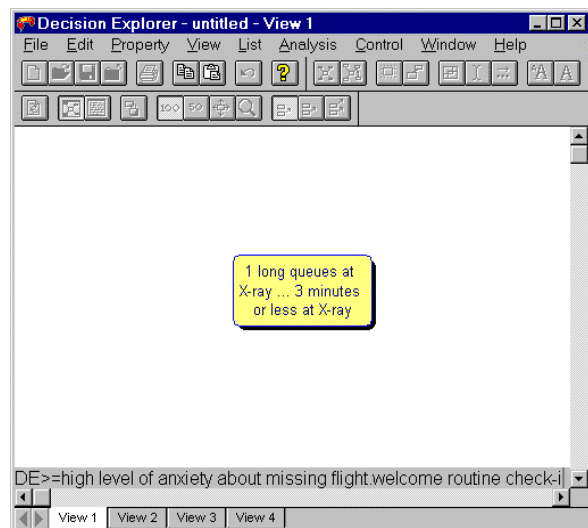 Decision Explorer - untitled - View 1
File Edit Property View List Analysis Control Window Help
100 50
1 long queues at
X-ray ... 3 minutes
or less at X-ray
DE>=high level of anxiety about missing flight.welcome routine check-i
View 1 View 2 View 3 View 4